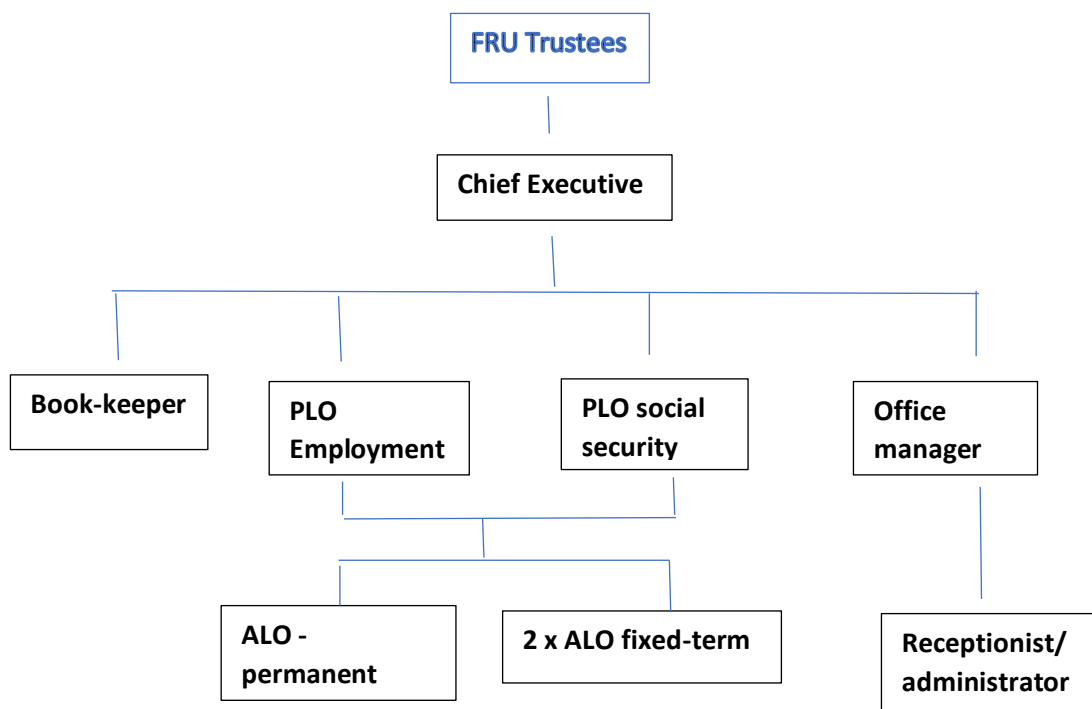 FRU Trustees
Chief Executive
Book-keeper
PLO
Employment
PLO social
security
Office
manager
ALO -
permanent
2 x ALO fixed-term
Receptionist/
administrator